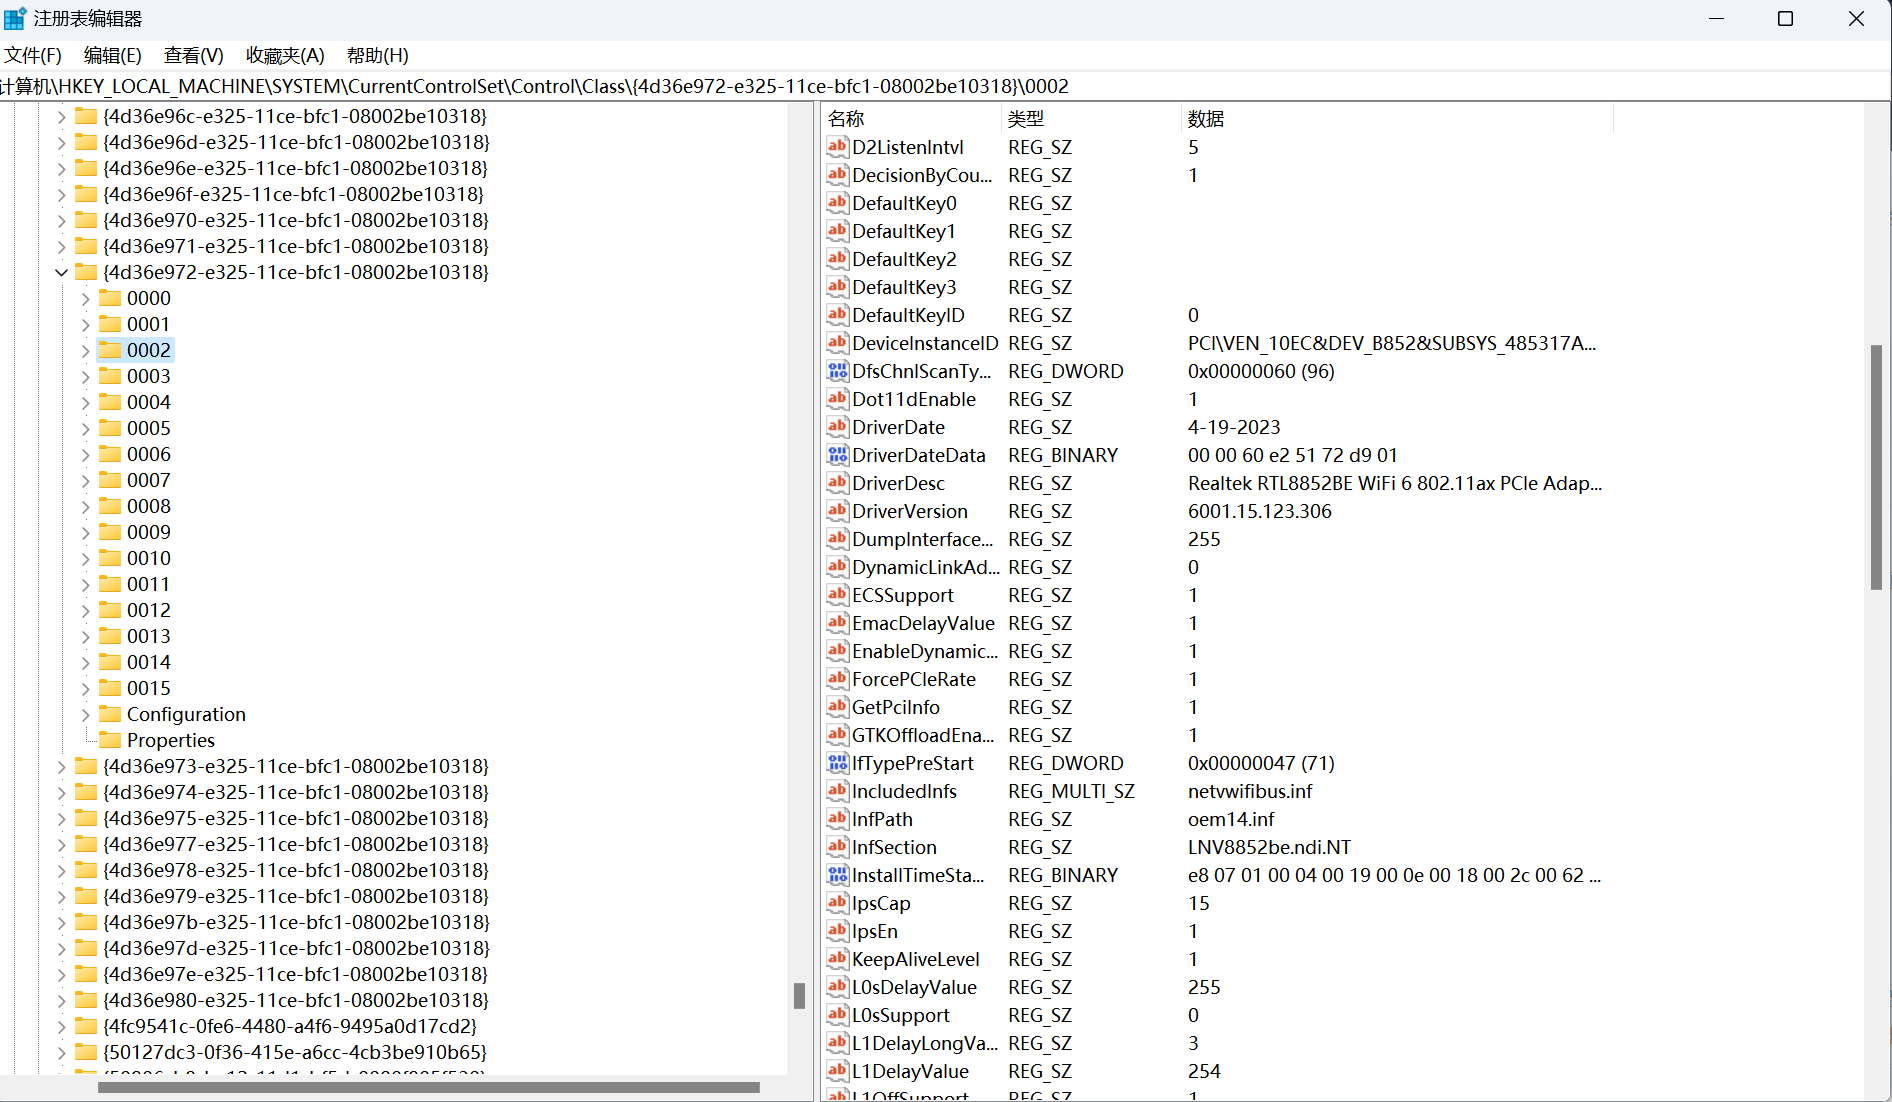 注册表编辑器
文件(F) 编辑(E) 查看(V) 收藏夹(A) 帮助(H)
计算机\HKEY_LOCAL_MACHINE\SYSTEM\CurrentControlSet\Control\Class\{4d36e972-e325-11ce-bfc1-08002be10318}\0002
{4d36e96c-e325-11ce-bfc1-08002be10318}
{4d36e96d-e325-11ce-bfc1-08002be10318}
{4d36e96e-e325-11ce-bfc1-08002be10318}
{4d36e96f-e325-11ce-bfc1-08002be10318}
{4d36e970-e325-11ce-bfc1-08002be10318}
{4d36e971-e325-11ce-bfc1-08002be10318}
{4d36e972-e325-11ce-bfc1-08002be10318}
0000
0001
0002
0003
0004
0005
0006
0007
0008
0009
0010
0011
0012
0013
0014
0015
Configuration
Properties
{4d36e973-e325-11ce-bfc1-08002be10318}
{4d36e974-e325-11ce-bfc1-08002be10318}
{4d36e975-e325-11ce-bfc1-08002be10318}
{4d36e977-e325-11ce-bfc1-08002be10318}
{4d36e978-e325-11ce-bfc1-08002be10318}
{4d36e979-e325-11ce-bfc1-08002be10318}
{4d36e97b-e325-11ce-bfc1-08002be10318}
{4d36e97d-e325-11ce-bfc1-08002be10318}
{4d36e97e-e325-11ce-bfc1-08002be10318}
{4d36e980-e325-11ce-bfc1-08002be10318}
{4fc9541c-0fe6-4480-a4f6-9495a0d17cd2}
{50127dc3-0f36-415e-a6cc-4cb3be910b65}
名称 类型 数据
D2ListenIntvl REG_SZ 5
DecisionByCou... REG_SZ 1
DefaultKey0 REG_SZ
DefaultKey1 REG_SZ
DefaultKey2 REG_SZ
DefaultKey3 REG_SZ
DefaultKeyID REG_SZ 0
DeviceInstanceID REG_SZ PCI\VEN_10EC&DEV_B852&SUBSYS_485317A...
DfsChnlScanTy... REG_DWORD 0x00000060 (96)
Dot11dEnable REG_SZ 1
DriverDate REG_SZ 4-19-2023
DriverDateData REG_BINARY 00 00 60 e2 51 72 d9 01
DriverDesc REG_SZ Realtek RTL8852BE WiFi 6 802.11ax PCIe Adap...
DriverVersion REG_SZ 6001.15.123.306
DumpInterface... REG_SZ 255
DynamicLinkAd... REG_SZ 0
ECSSupport REG_SZ 1
EmacDelayValue REG_SZ 1
EnableDynamic... REG_SZ 1
ForcePCIeRate REG_SZ 1
GetPciInfo REG_SZ 1
GTKOffloadEna... REG_SZ 1
IfTypePreStart REG_DWORD 0x00000047 (71)
IncludedInfs REG_MULTI_SZ netvwifibus.inf
InfPath REG_SZ oem14.inf
InfSection REG_SZ LNV8852be.ndi.NT
InstallTimeSta... REG_BINARY e8 07 01 00 04 00 19 00 0e 00 18 00 2c 00 62 ...
IpsCap REG_SZ 15
IpsEn REG_SZ 1
KeepAliveLevel REG_SZ 1
L0sDelayValue REG_SZ 255
L0sSupport REG_SZ 0
L1DelayLongVa... REG_SZ 3
L1DelayValue REG_SZ 254
L1OffSupport REG_SZ 1